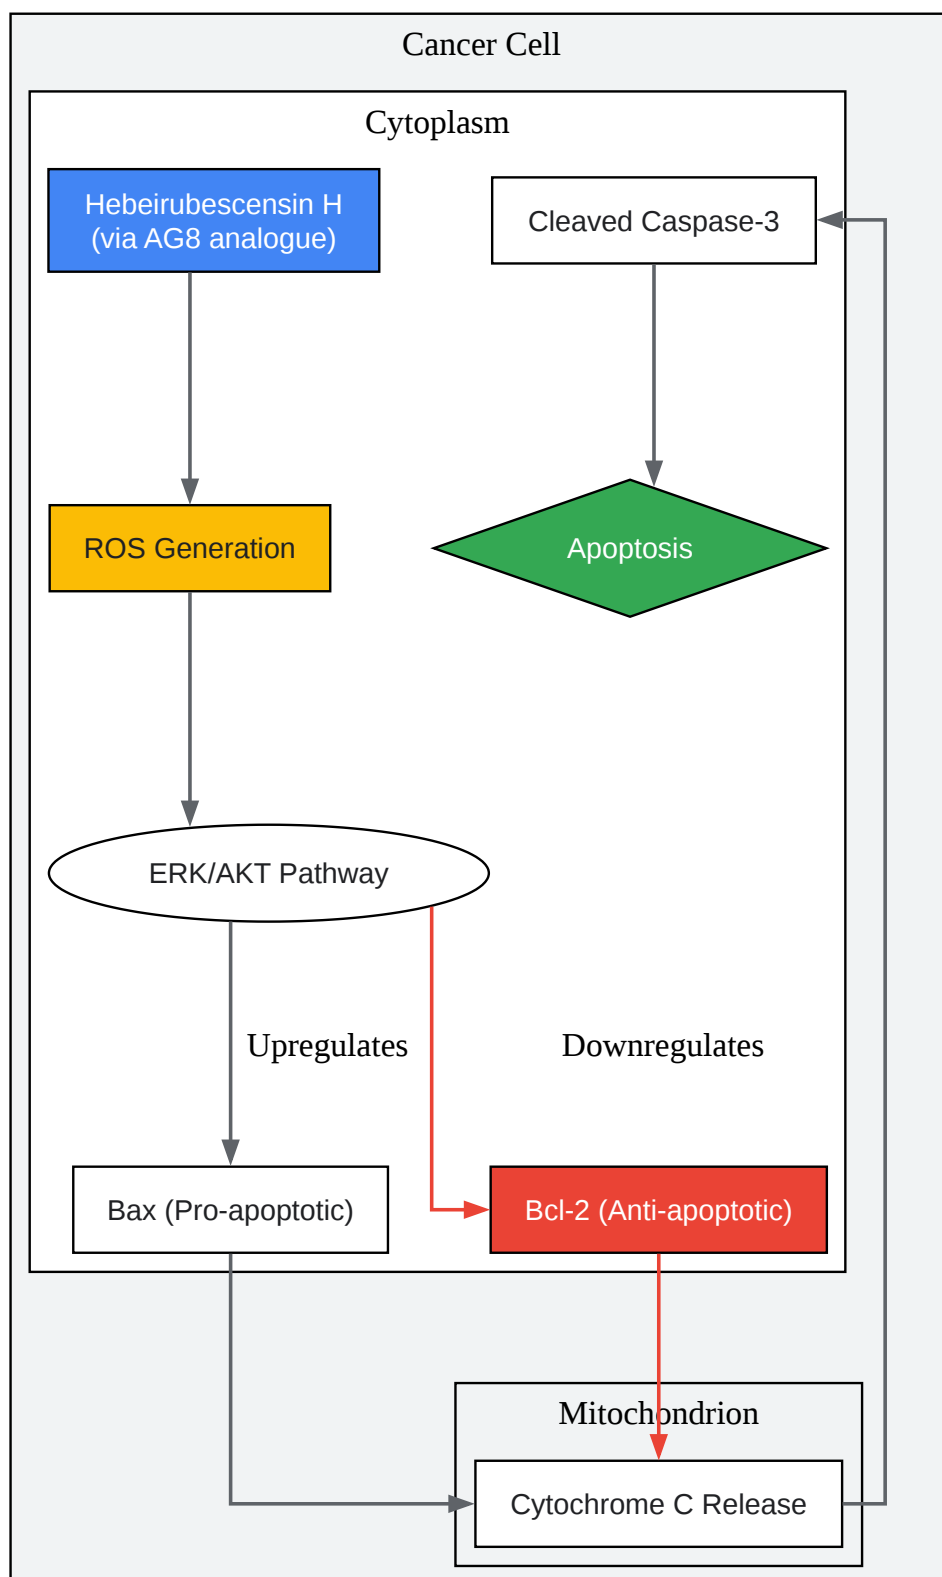 Cancer Cell
Cytoplasm
Hebeirubescensin H
(via AG8 analogue)
Cleaved Caspase-3
ROS Generation
Apoptosis
ERK/AKT Pathway
Upregulates
Downregulates
Bax (Pro-apoptotic)
Bcl-2 (Anti-apoptotic)
Mitochondrion
Cytochrome C Release